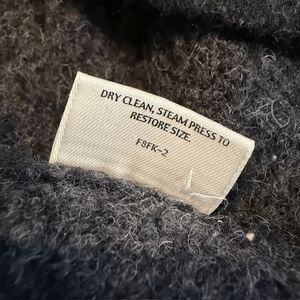 DRY CLEAN, STEAM PRESS TO
RESTORE SIZE.
F8FK-2